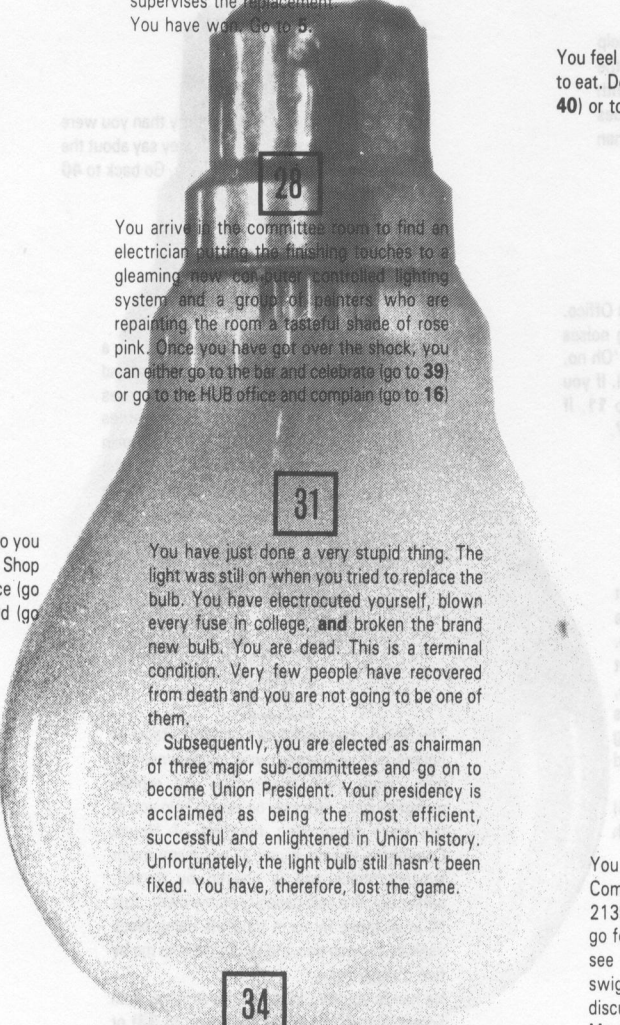 supervises the replacement.
You have won. Go to 5.
28
You arrive in the committee room to find an
electrician putting the finishing touches to a
gleaming new computer controlled lighting
system and a group of painters who are
repainting the room a tasteful shade of rose
pink. Once you have got over the shock, you
can either go to the bar and celebrate (go to 39)
or go to the HUB office and complain (go to 16)
31
You have just done a very stupid thing. The
light was still on when you tried to replace the
bulb. You have electrocuted yourself, blown
every fuse in college, and broken the brand
new bulb. You are dead. This is a terminal
condition. Very few people have recovered
from death and you are not going to be one of
them.
Subsequently, you are elected as chairman
of three major sub-committees and go on to
become Union President. Your presidency is
acclaimed as being the most efficient,
successful and enlightened in Union history.
Unfortunately, the light bulb still hasn't been
fixed. You have, therefore, lost the game.
34
o you
Shop
ce (go
d (go
You feel
to eat. D
40) or to
You
Com
213
go f
see
swig
discu